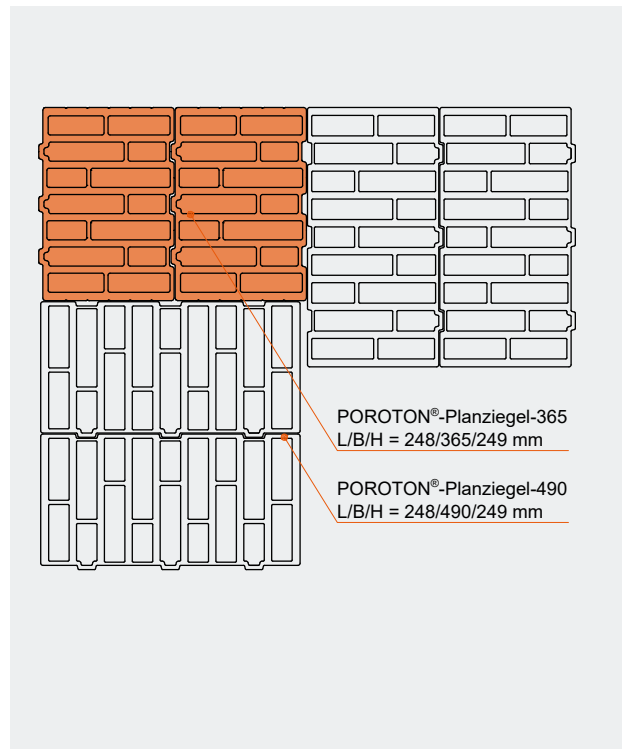 POROTON®-Planziegel-365
L/B/H = 248/365/249 mm
POROTON®-Planziegel-490
L/B/H = 248/490/249 mm